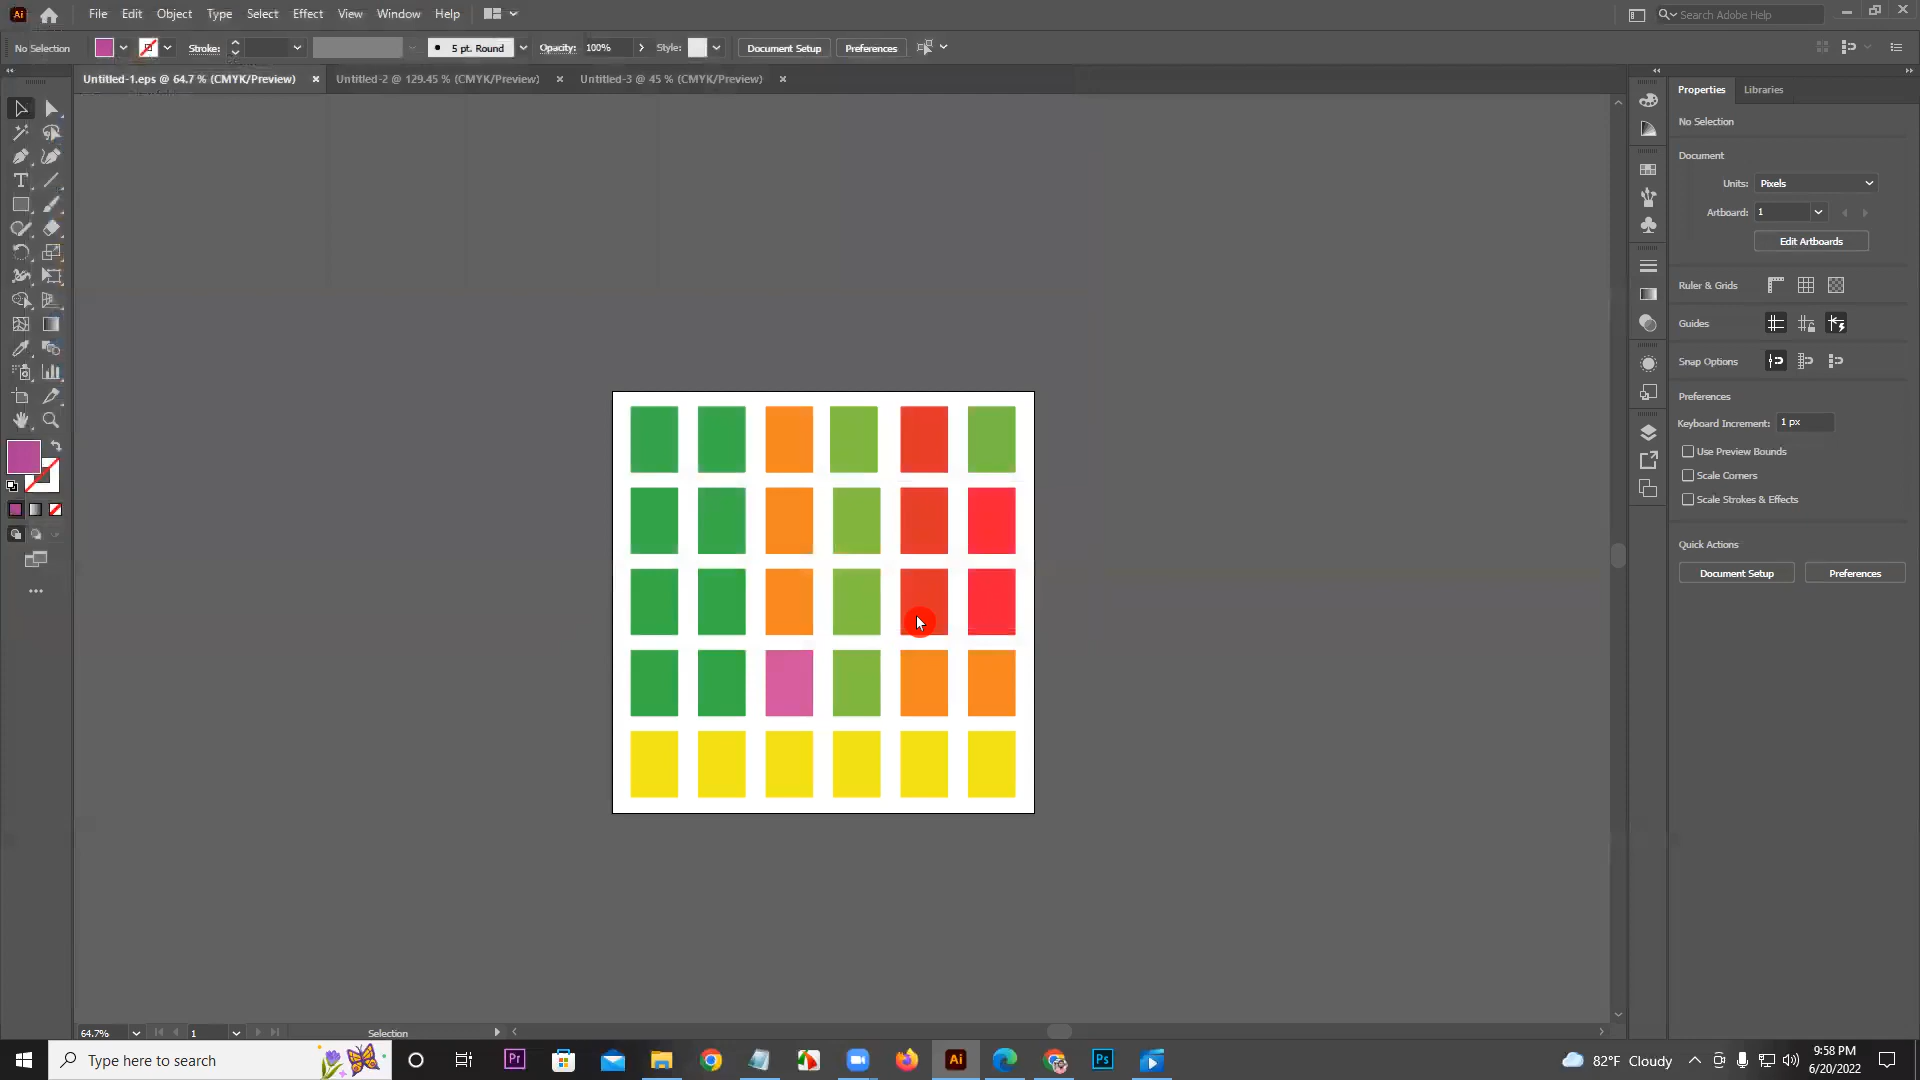 Ai File Edit Object Type Select Effect View Window Help Search Adobe Help
No Selection Stroke: 5 pt. Round Opacity: 100% Style: Document Setup Preferences
Untitled-1.eps @ 64.7 % (CMYK/Preview) × Untitled-2 @ 129.45 % (CMYK/Preview) × Untitled-3 @ 45 % (CMYK/Preview) ×
Properties Libraries
No Selection
Document
Units: Pixels
Artboard: 1
Edit Artboards
Ruler & Grids
Guides
Snap Options
Preferences
Keyboard Increment: 1 px
Use Preview Bounds
Scale Corners
Scale Strokes & Effects
Quick Actions
Document Setup Preferences
64.7% 1 Selection
Type here to search Pr Ai Ps 82°F Cloudy
9:58 PM
6/20/2022